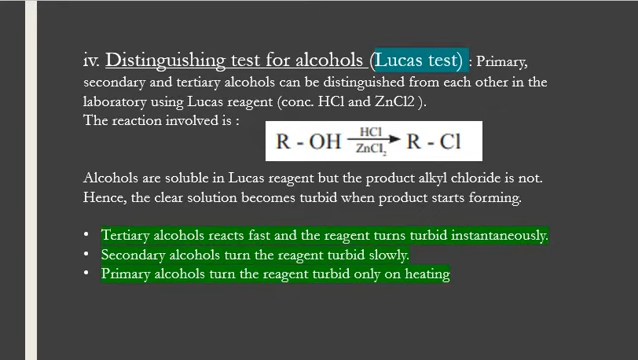 iv. Distinguishing test for alcohols (Lucas test) : Primary,
secondary and tertiary alcohols can be distinguished from each other in the
laboratory using Lucas reagent (conc. HCl and ZnCl2 ).
The reaction involved is :
R - OH HCl ZnCl₂ → R - Cl
Alcohols are soluble in Lucas reagent but the product alkyl chloride is not.
Hence, the clear solution becomes turbid when product starts forming.
• Tertiary alcohols reacts fast and the reagent turns turbid instantaneously.
• Secondary alcohols turn the reagent turbid slowly.
• Primary alcohols turn the reagent turbid only on heating